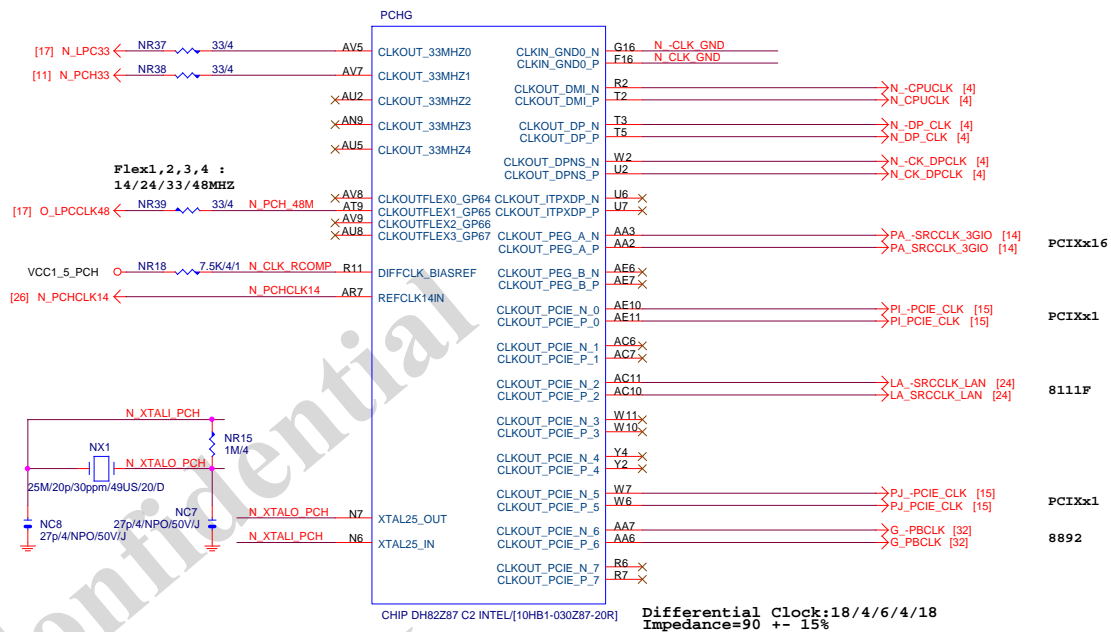 PCHG
[17] N_LPC33 NR37 33/4 AV5 CLKOUT_33MHZ0
[11] N_PCH33 NR38 33/4 AV7 CLKOUT_33MHZ1
AU2 CLKOUT_33MHZ2
AN9 CLKOUT_33MHZ3
AU5 CLKOUT_33MHZ4
Flex1,2,3,4 :
14/24/33/48MHZ
AV8 CLKOUTFLEX0_GP64
[17] O_LPCCLK48 NR39 33/4 N_PCH_48M AT9 CLKOUTFLEX1_GP65
AV9 CLKOUTFLEX2_GP66
AU8 CLKOUTFLEX3_GP67
VCC1_5_PCH NR18 7.5K/4/1 N_CLK_RCOMP R11 DIFFCLK_BIASREF
[26] N_PCHCLK14 N_PCHCLK14 AR7 REFCLK14IN
N_XTALI_PCH
NR15
1M/4
NX1 N_XTALO_PCH
25M/20p/30ppm/49US/20/D
NC8
27p/4/NPO/50V/J
NC7
27p/4/NPO/50V/J
N_XTALO_PCH N7 XTAL25_OUT
N_XTALI_PCH N6 XTAL25_IN
CLKIN_GND0_N G16 N_-CLK_GND
CLKIN_GND0_P F16 N_CLK_GND
CLKOUT_DMI_N R2 N_-CPUCLK [4]
CLKOUT_DMI_P T2 N_CPUCLK [4]
CLKOUT_DP_N T3 N_-DP_CLK [4]
CLKOUT_DP_P T5 N_DP_CLK [4]
CLKOUT_DPNS_N W2 N_-CK_DPCLK [4]
CLKOUT_DPNS_P U2 N_CK_DPCLK [4]
CLKOUT_ITPXDP_N U6
CLKOUT_ITPXDP_P U7
CLKOUT_PEG_A_N AA3 PA_-SRCCLK_3GIO [14]
CLKOUT_PEG_A_P AA2 PA_SRCCLK_3GIO [14]
PCIXx16
CLKOUT_PEG_B_N AE6
CLKOUT_PEG_B_P AE7
CLKOUT_PCIE_N_0 AE10 PI_-PCIE_CLK [15]
CLKOUT_PCIE_P_0 AE11 PI_PCIE_CLK [15]
PCIXx1
CLKOUT_PCIE_N_1 AC6
CLKOUT_PCIE_P_1 AC7
CLKOUT_PCIE_N_2 AC11 LA_-SRCCLK_LAN [24]
CLKOUT_PCIE_P_2 AC10 LA_SRCCLK_LAN [24]
8111F
CLKOUT_PCIE_N_3 W11
CLKOUT_PCIE_P_3 W10
CLKOUT_PCIE_N_4 Y4
CLKOUT_PCIE_P_4 Y2
CLKOUT_PCIE_N_5 W7 PJ_-PCIE_CLK [15]
CLKOUT_PCIE_P_5 W6 PJ_PCIE_CLK [15]
PCIXx1
CLKOUT_PCIE_N_6 AA7 G_-PBCLK [32]
CLKOUT_PCIE_P_6 AA6 G_PBCLK [32]
8892
CLKOUT_PCIE_N_7 R6
CLKOUT_PCIE_P_7 R7
CHIP DH82Z87 C2 INTEL/[10HB1-030Z87-20R]
Differential Clock:18/4/6/4/18
Impedance=90 +- 15%
onfidential